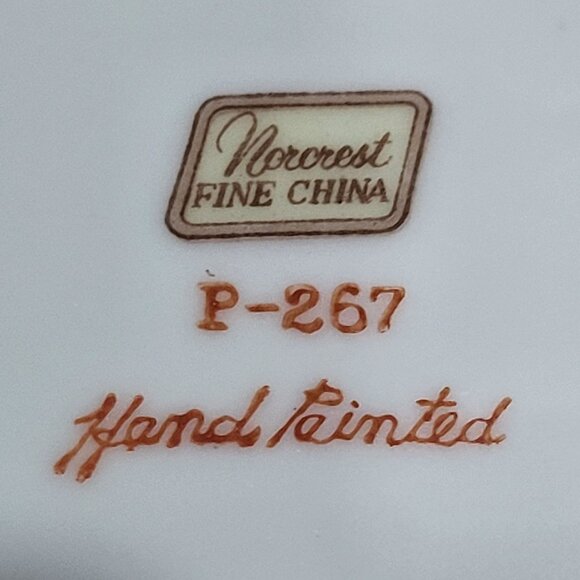 Norcrest
FINE CHINA
P-267
Hand Painted